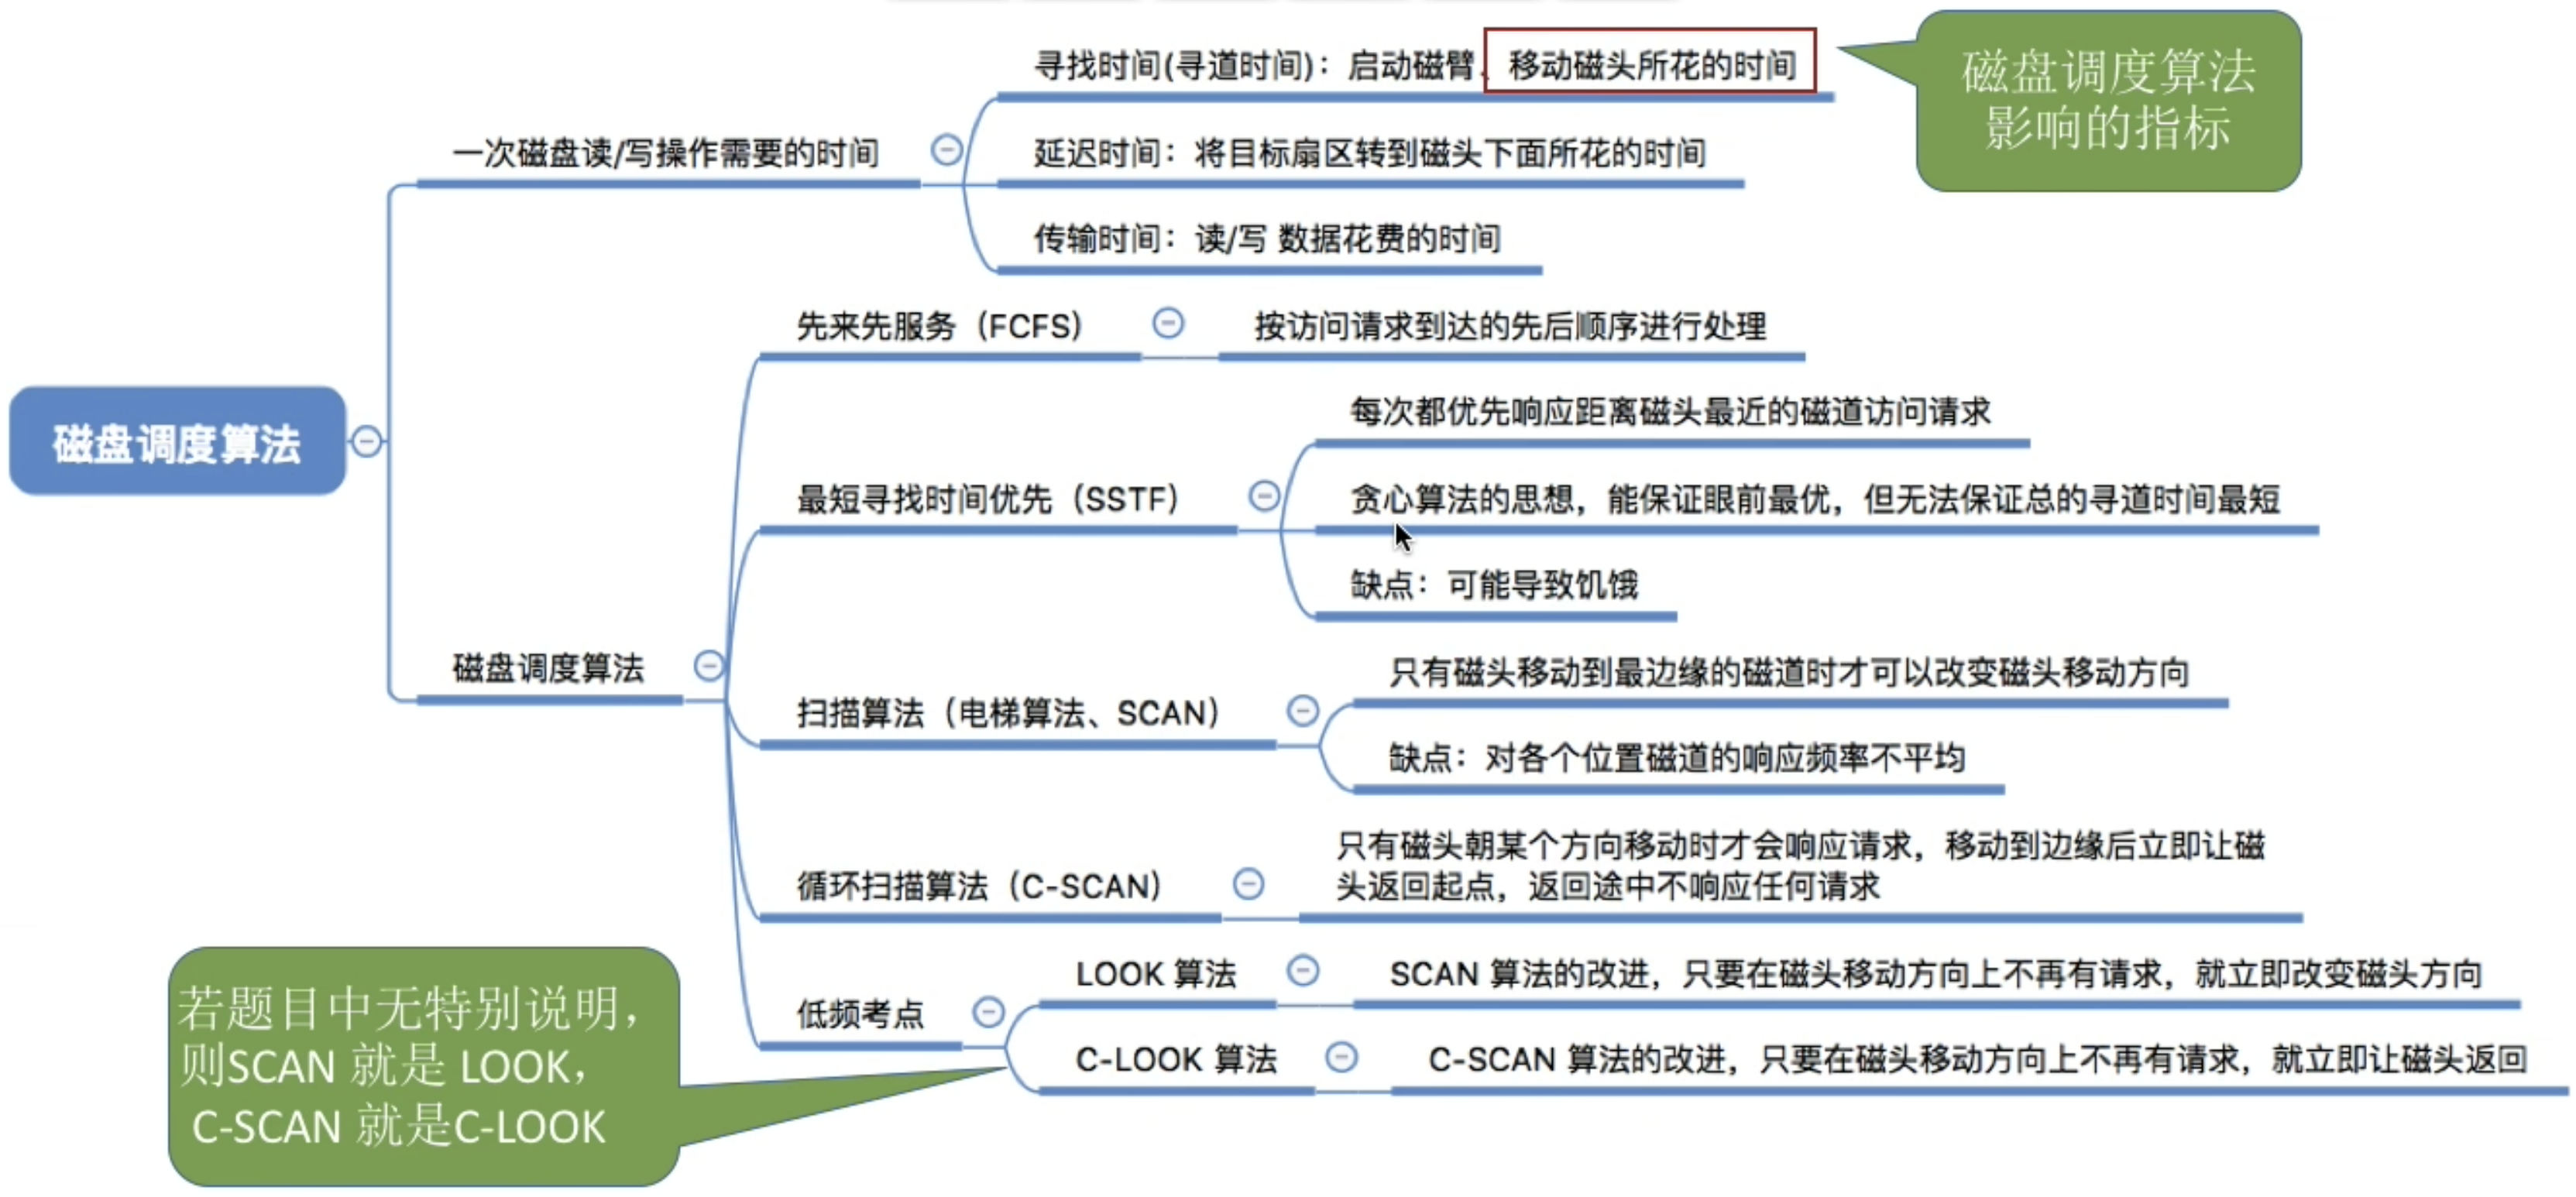 寻找时间(寻道时间)：启动磁臂、移动磁头所花的时间
磁盘调度算法
影响的指标
一次磁盘读/写操作需要的时间
延迟时间：将目标扇区转到磁头下面所花的时间
传输时间：读/写 数据花费的时间
先来先服务（FCFS）
按访问请求到达的先后顺序进行处理
每次都优先响应距离磁头最近的磁道访问请求
磁盘调度算法
最短寻找时间优先（SSTF）
贪心算法的思想，能保证眼前最优，但无法保证总的寻道时间最短
缺点：可能导致饥饿
磁盘调度算法
只有磁头移动到最边缘的磁道时才可以改变磁头移动方向
扫描算法（电梯算法、SCAN）
缺点：对各个位置磁道的响应频率不平均
循环扫描算法（C-SCAN）
只有磁头朝某个方向移动时才会响应请求，移动到边缘后立即让磁
头返回起点，返回途中不响应任何请求
低频考点
LOOK 算法
SCAN 算法的改进，只要在磁头移动方向上不再有请求，就立即改变磁头方向
C-LOOK 算法
C-SCAN 算法的改进，只要在磁头移动方向上不再有请求，就立即让磁头返回
若题目中无特别说明，
则SCAN 就是 LOOK，
C-SCAN 就是C-LOOK